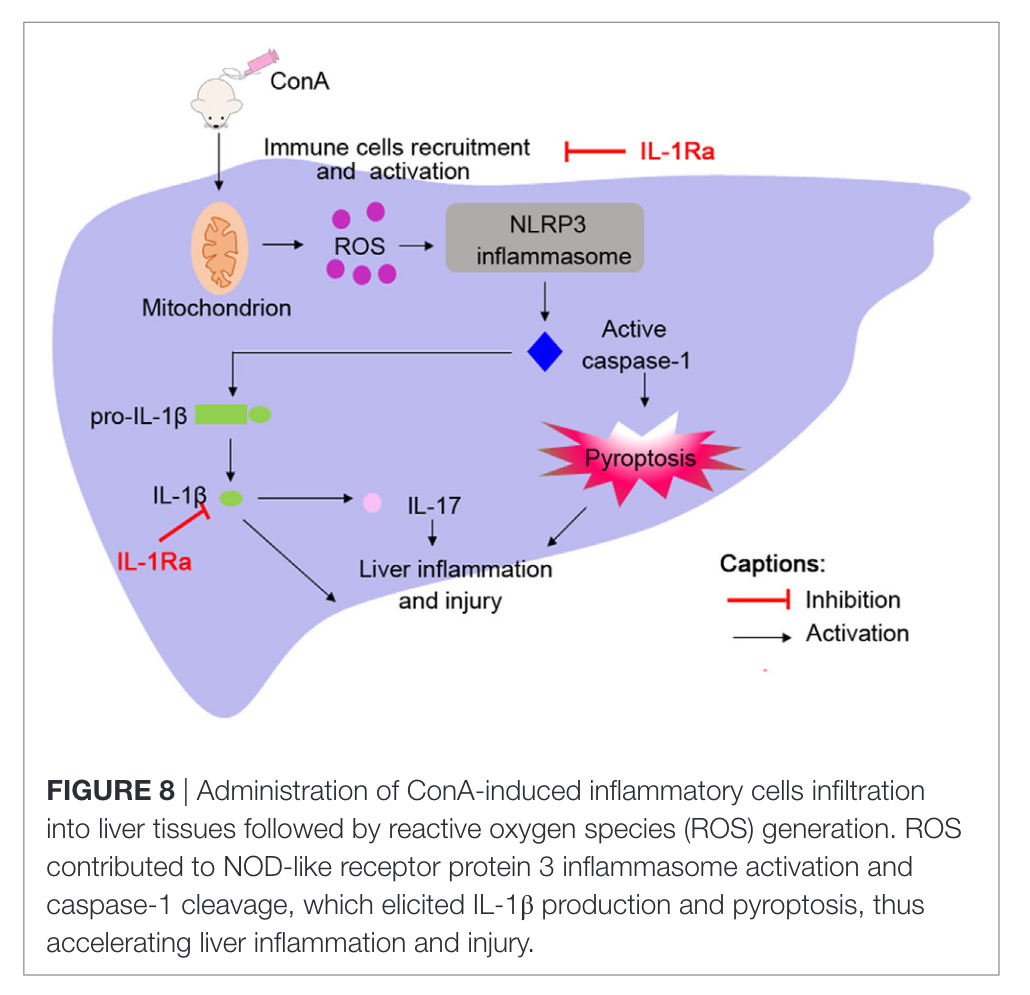 ConA
Immune cells recruitment
and activation
IL-1Ra
ROS
NLRP3
inflammasome
Mitochondrion
Active
caspase-1
pro-IL-1β
Pyroptosis
IL-1β
IL-17
IL-1Ra
Liver inflammation
and injury
Captions:
Inhibition
Activation
FIGURE 8 | Administration of ConA-induced inflammatory cells infiltration
into liver tissues followed by reactive oxygen species (ROS) generation. ROS
contributed to NOD-like receptor protein 3 inflammasome activation and
caspase-1 cleavage, which elicited IL-1β production and pyroptosis, thus
accelerating liver inflammation and injury.